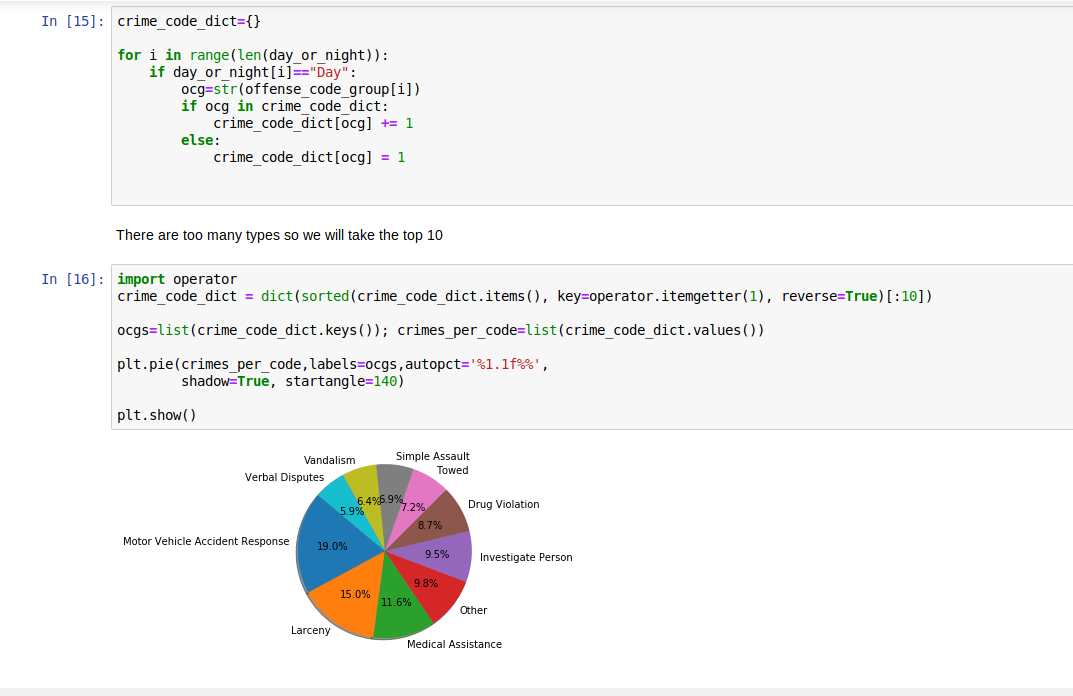 In [15]: crime_code_dict={}
for i in range(len(day_or_night)):
    if day_or_night[i]=="Day":
        ocg=str(offense_code_group[i])
        if ocg in crime_code_dict:
            crime_code_dict[ocg] += 1
        else:
            crime_code_dict[ocg] = 1
There are too many types so we will take the top 10
In [16]: import operator
crime_code_dict = dict(sorted(crime_code_dict.items(), key=operator.itemgetter(1), reverse=True)[:10])
ocgs=list(crime_code_dict.keys()); crimes_per_code=list(crime_code_dict.values())
plt.pie(crimes_per_code,labels=ocgs,autopct='%1.1f%%',
        shadow=True, startangle=140)
plt.show()
Simple Assault
Vandalism
Towed
Verbal Disputes
6.4%
6.9%
7.2%
Drug Violation
5.9%
8.7%
Motor Vehicle Accident Response
19.0%
9.5%
Investigate Person
9.8%
15.0%
11.6%
Other
Larceny
Medical Assistance